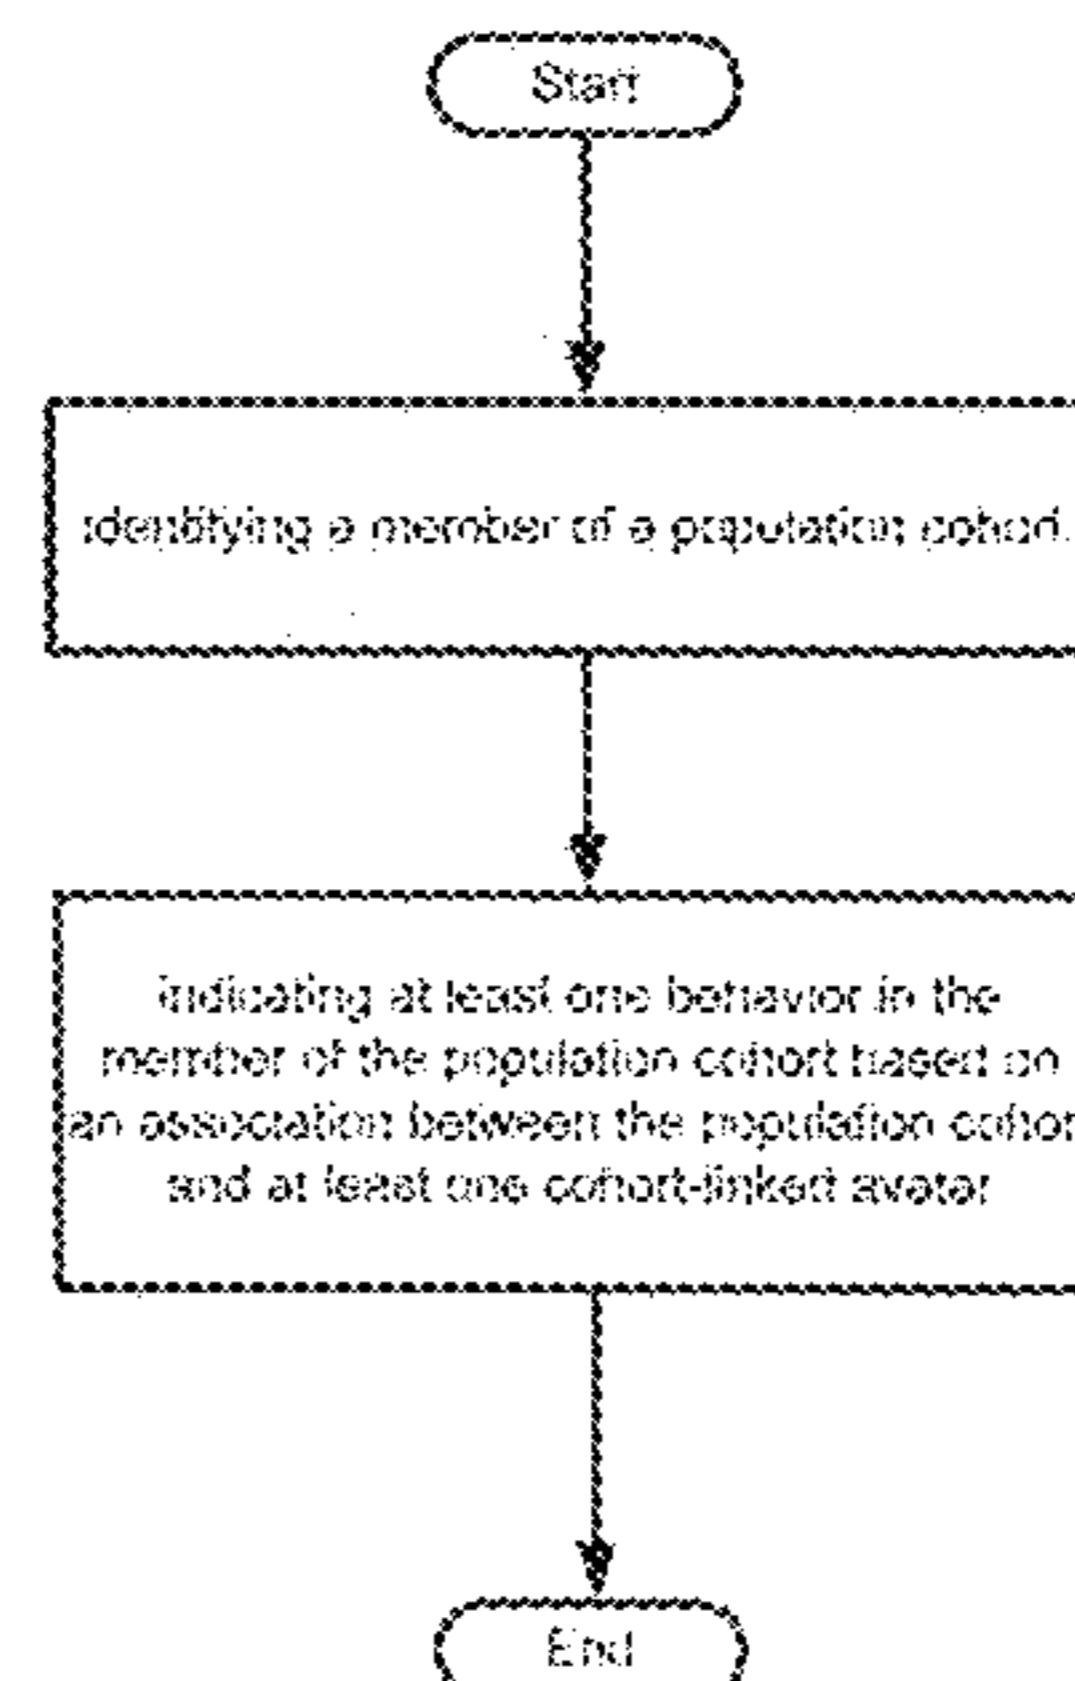 Start
identifying a member of a population cohort
indicating at least one behavior in the
member of the population cohort based on
an association between the population cohor
and at least one cohort-linked avatar
End